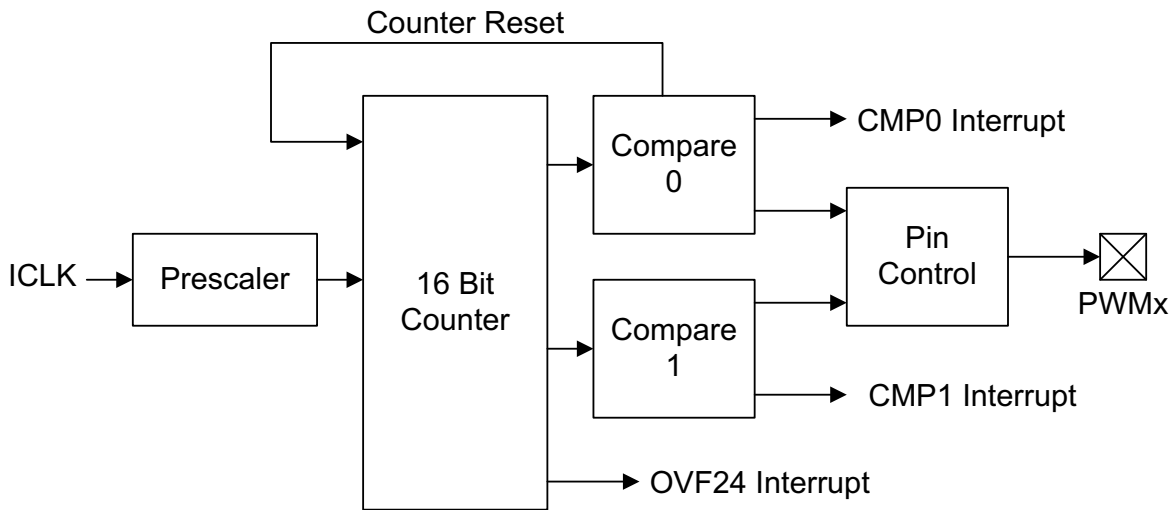 Counter Reset
Compare
0
CMP0 Interrupt
Pin
Control
ICLK
Prescaler
16 Bit
Counter
PWMx
Compare
1
CMP1 Interrupt
OVF24 Interrupt